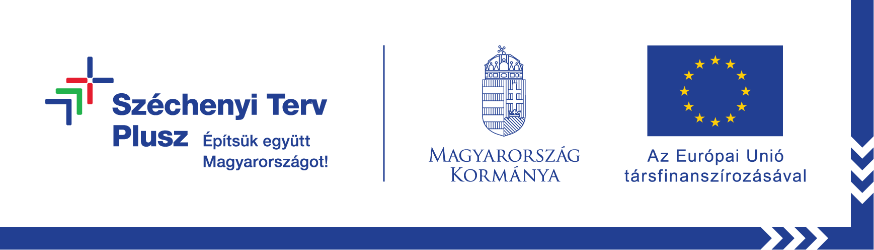 Széchenyi Terv
Plusz Építsük együtt
Magyarországot!
MAGYARORSZÁG
KORMÁNYA
Az Európai Unió
társfinanszírozásával